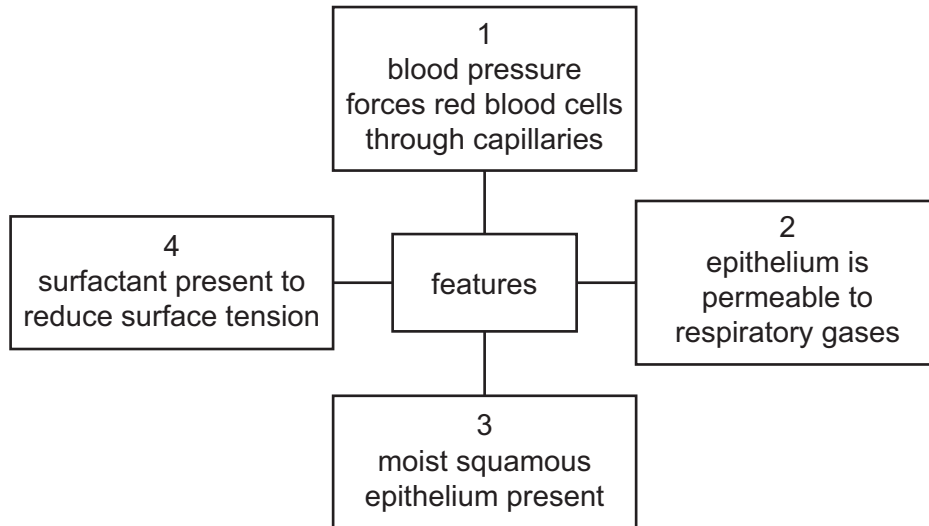 1
blood pressure
forces red blood cells
through capillaries
4
surfactant present to
reduce surface tension
features
2
epithelium is
permeable to
respiratory gases
3
moist squamous
epithelium present